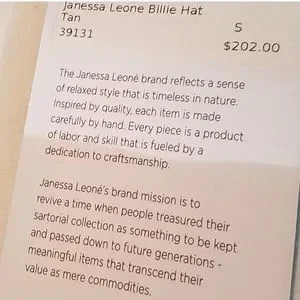 Janessa Leone Billie Hat
Tan
S
39131
$202.00
The Janessa Leoné brand reflects a sense
of relaxed style that is timeless in nature.
Inspired by quality, each item is made
carefully by hand. Every piece is a product
of labor and skill that is fueled by a
dedication to craftsmanship.
Janessa Leoné's brand mission is to
revive a time when people treasured their
sartorial collection as something to be kept
and passed down to future generations -
meaningful items that transcend their
value as mere commodities.